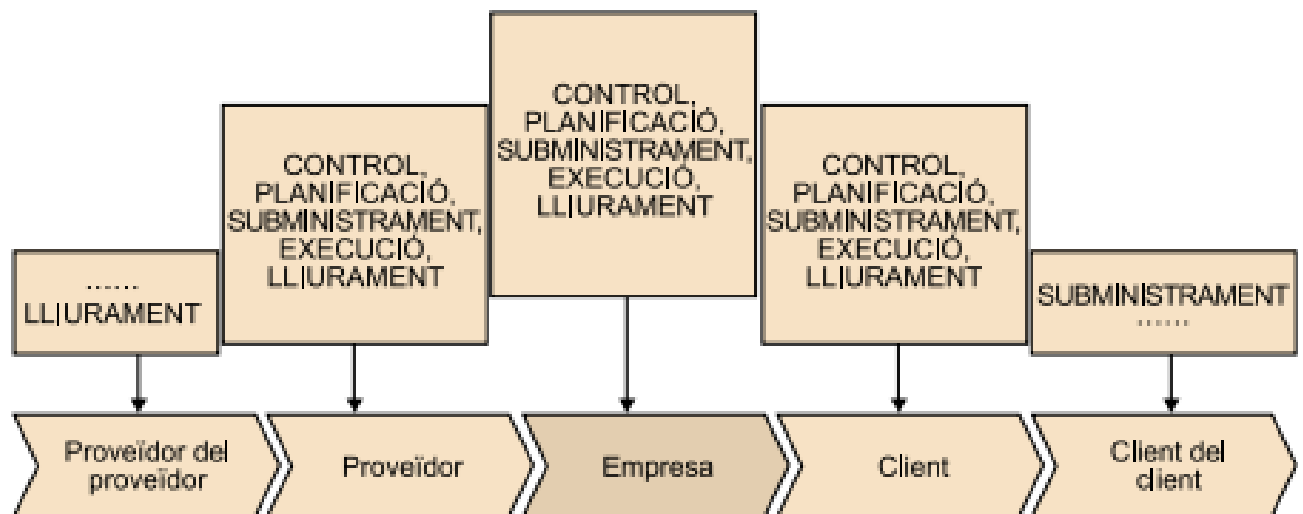 CONTROL,
PLANIFICACIÓ,
SUBMINISTRAMENT,
EXECUCIÓ,
LLIURAMENT
CONTROL,
PLANIFICACIÓ,
SUBMINISTRAMENT,
EXECUCIÓ,
LLIURAMENT
CONTROL,
PLANIFICACIÓ,
SUBMINISTRAMENT,
EXECUCIÓ,
LLIURAMENT
......
LLIURAMENT
SUBMINISTRAMENT
......
Proveïdor del
proveïdor
Proveïdor
Empresa
Client
Client del
client